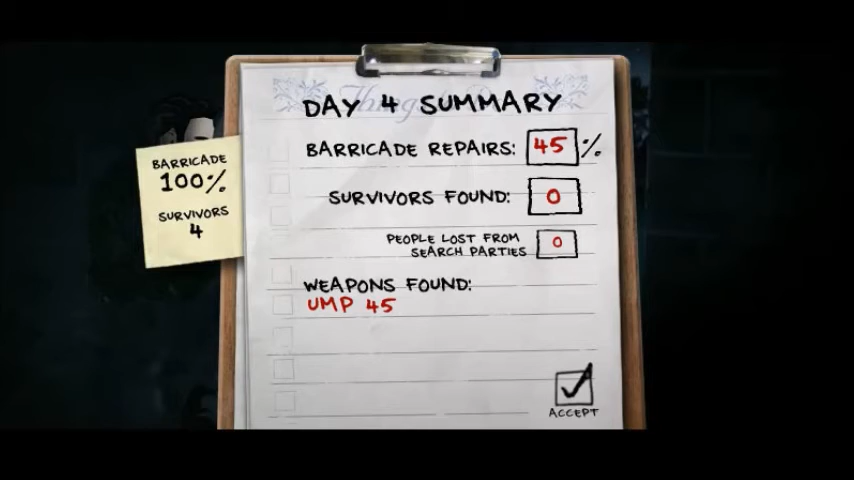 DAY 4 SUMMARY
BARRICADE REPAIRS: 45 %
BARRICADE
100%
SURVIVORS
4
SURVIVORS FOUND: 0
PEOPLE LOST FROM
SEARCH PARTIES 0
WEAPONS FOUND:
UMP 45
ACCEPT